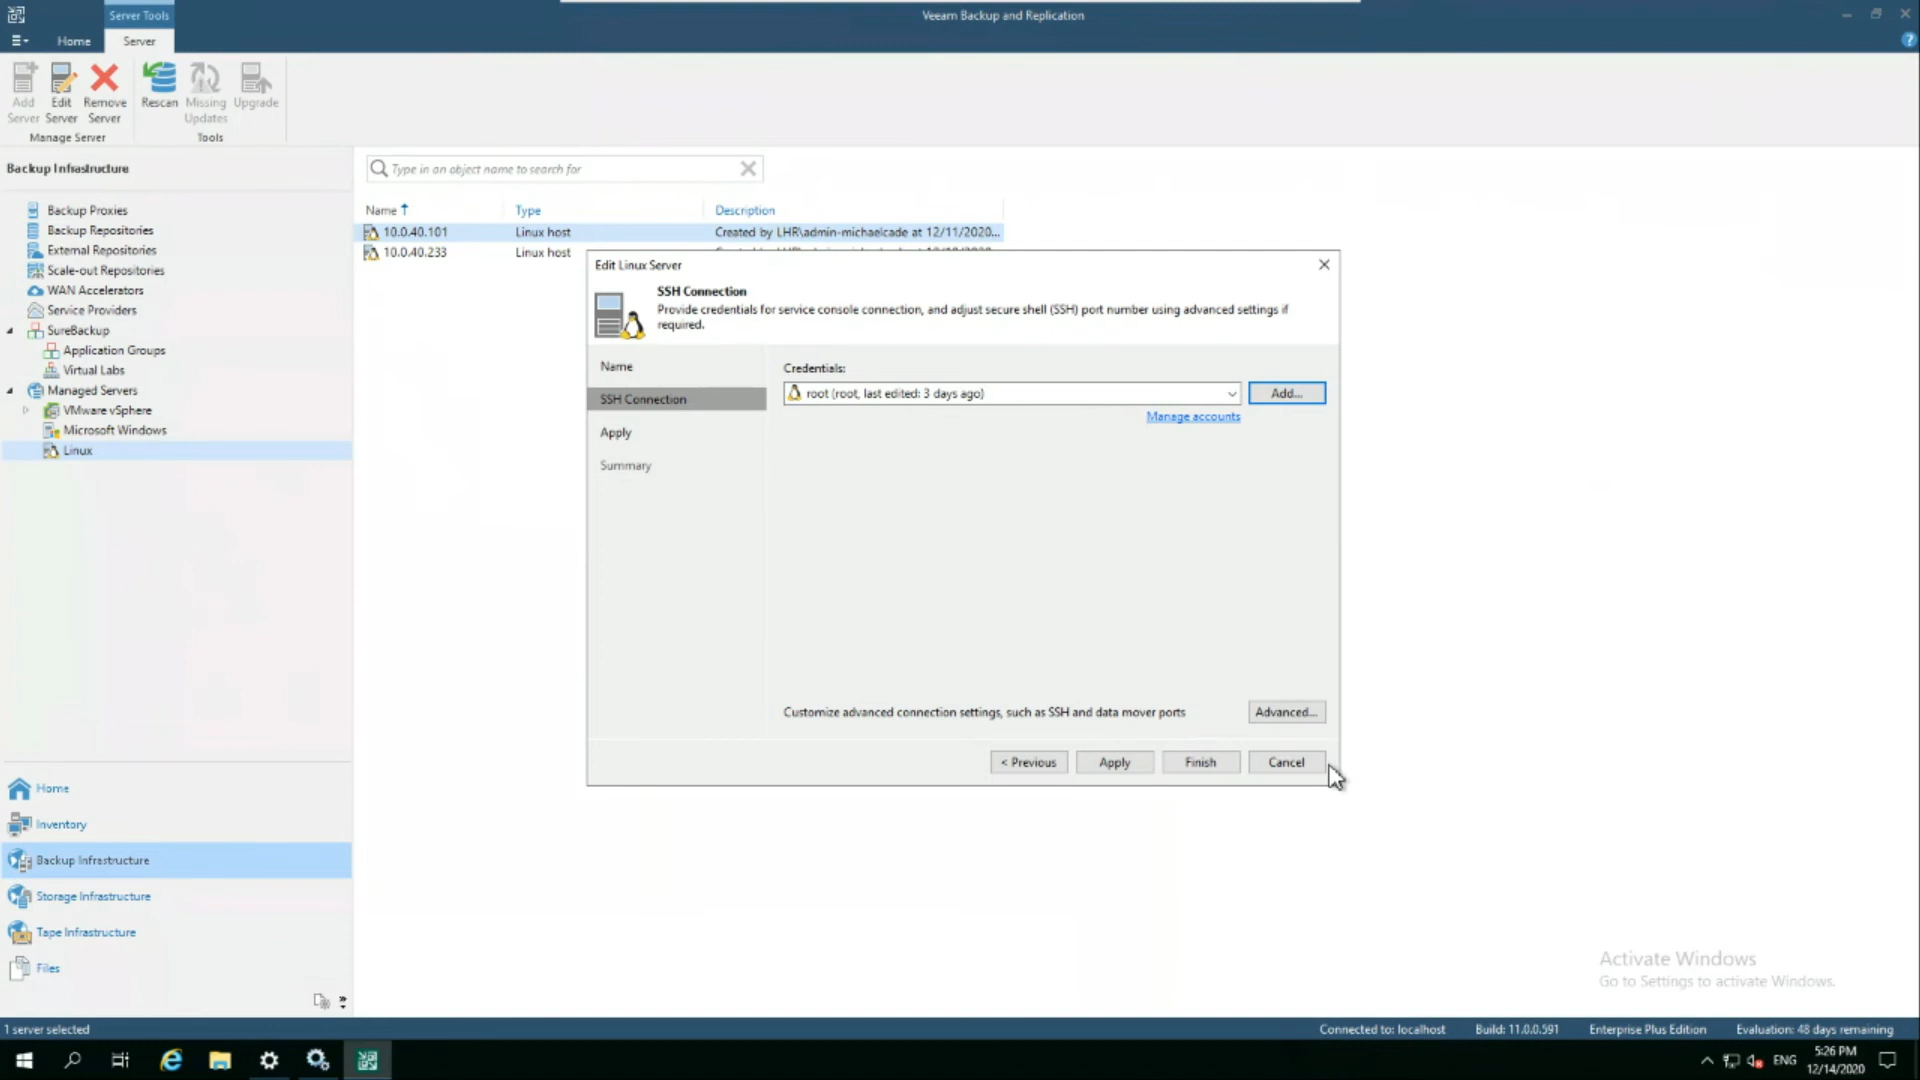 Server Tools
Veeam Backup and Replication
Home
Server
Add Server
Edit Server
Remove Server
Rescan
Missing Updates
Upgrade
Manage Server
Tools
Backup Infrastructure
Type in an object name to search for
Name
Type
Description
10.0.40.101
Linux host
Created by LHR\admin-michaelcade at 12/11/2020...
10.0.40.233
Linux host
Backup Proxies
Backup Repositories
External Repositories
Scale-out Repositories
WAN Accelerators
Service Providers
SureBackup
Application Groups
Virtual Labs
Managed Servers
VMware vSphere
Microsoft Windows
Linux
Edit Linux Server
SSH Connection
Provide credentials for service console connection, and adjust secure shell (SSH) port number using advanced settings if
required.
Name
SSH Connection
Apply
Summary
Credentials:
root (root, last edited: 3 days ago)
Add...
Manage accounts
Customize advanced connection settings, such as SSH and data mover ports
Advanced...
< Previous
Apply
Finish
Cancel
Home
Inventory
Backup Infrastructure
Storage Infrastructure
Tape Infrastructure
Files
Activate Windows
Go to Settings to activate Windows.
1 server selected
Connected to: localhost
Build: 11.0.0.591
Enterprise Plus Edition
Evaluation: 48 days remaining
ENG
5:26 PM
12/14/2020